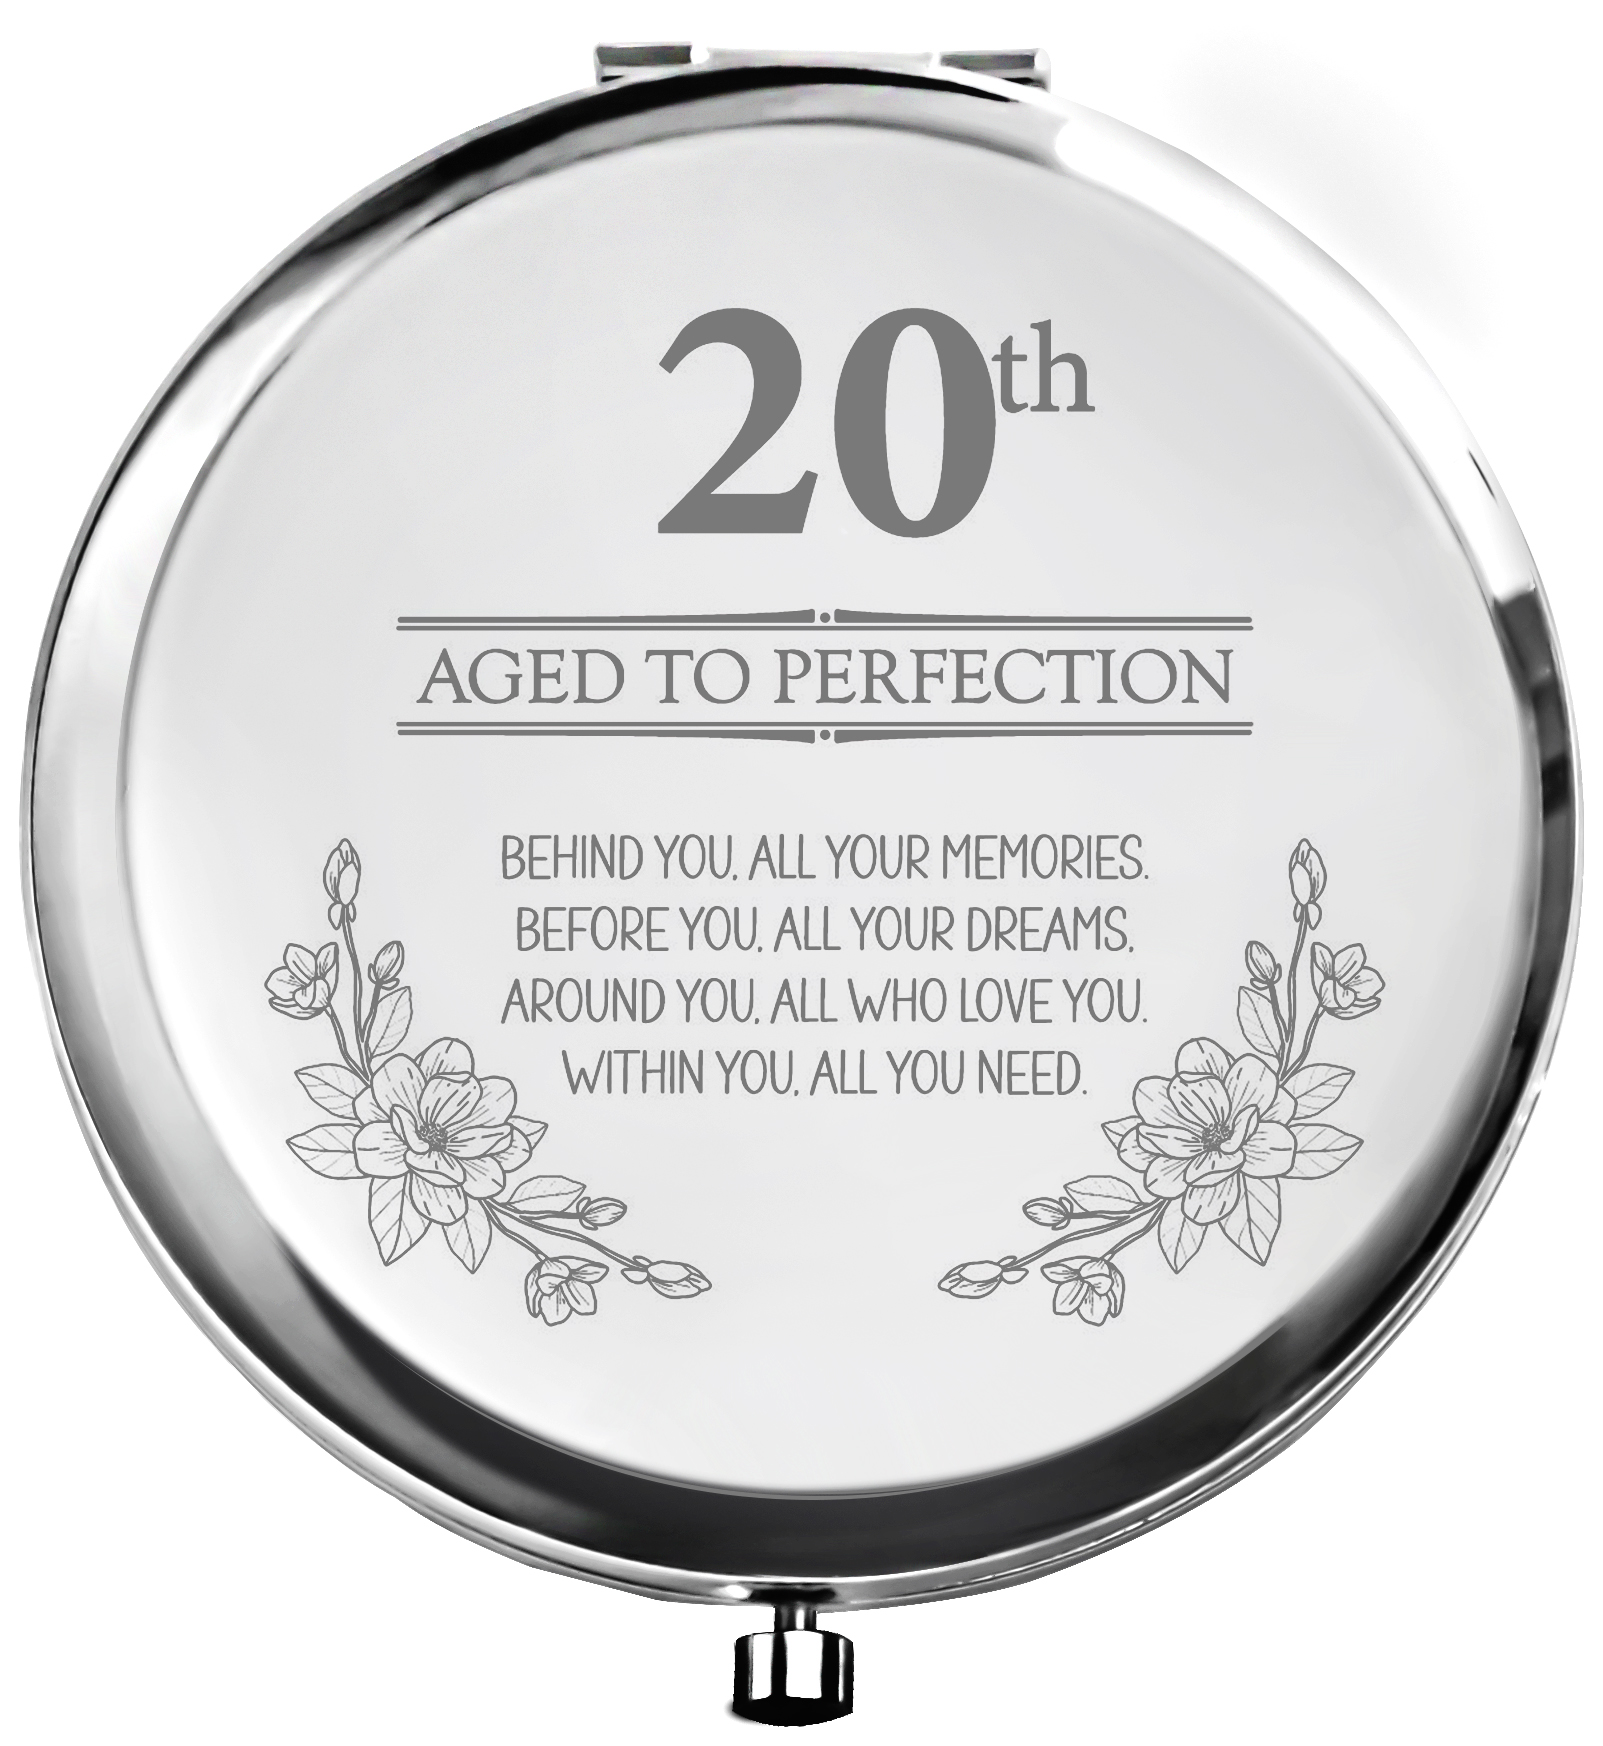 20th
AGED TO PERFECTION
BEHIND YOU, ALL YOUR MEMORIES.
BEFORE YOU, ALL YOUR DREAMS,
AROUND YOU, ALL WHO LOVE YOU.
WITHIN YOU, ALL YOU NEED.